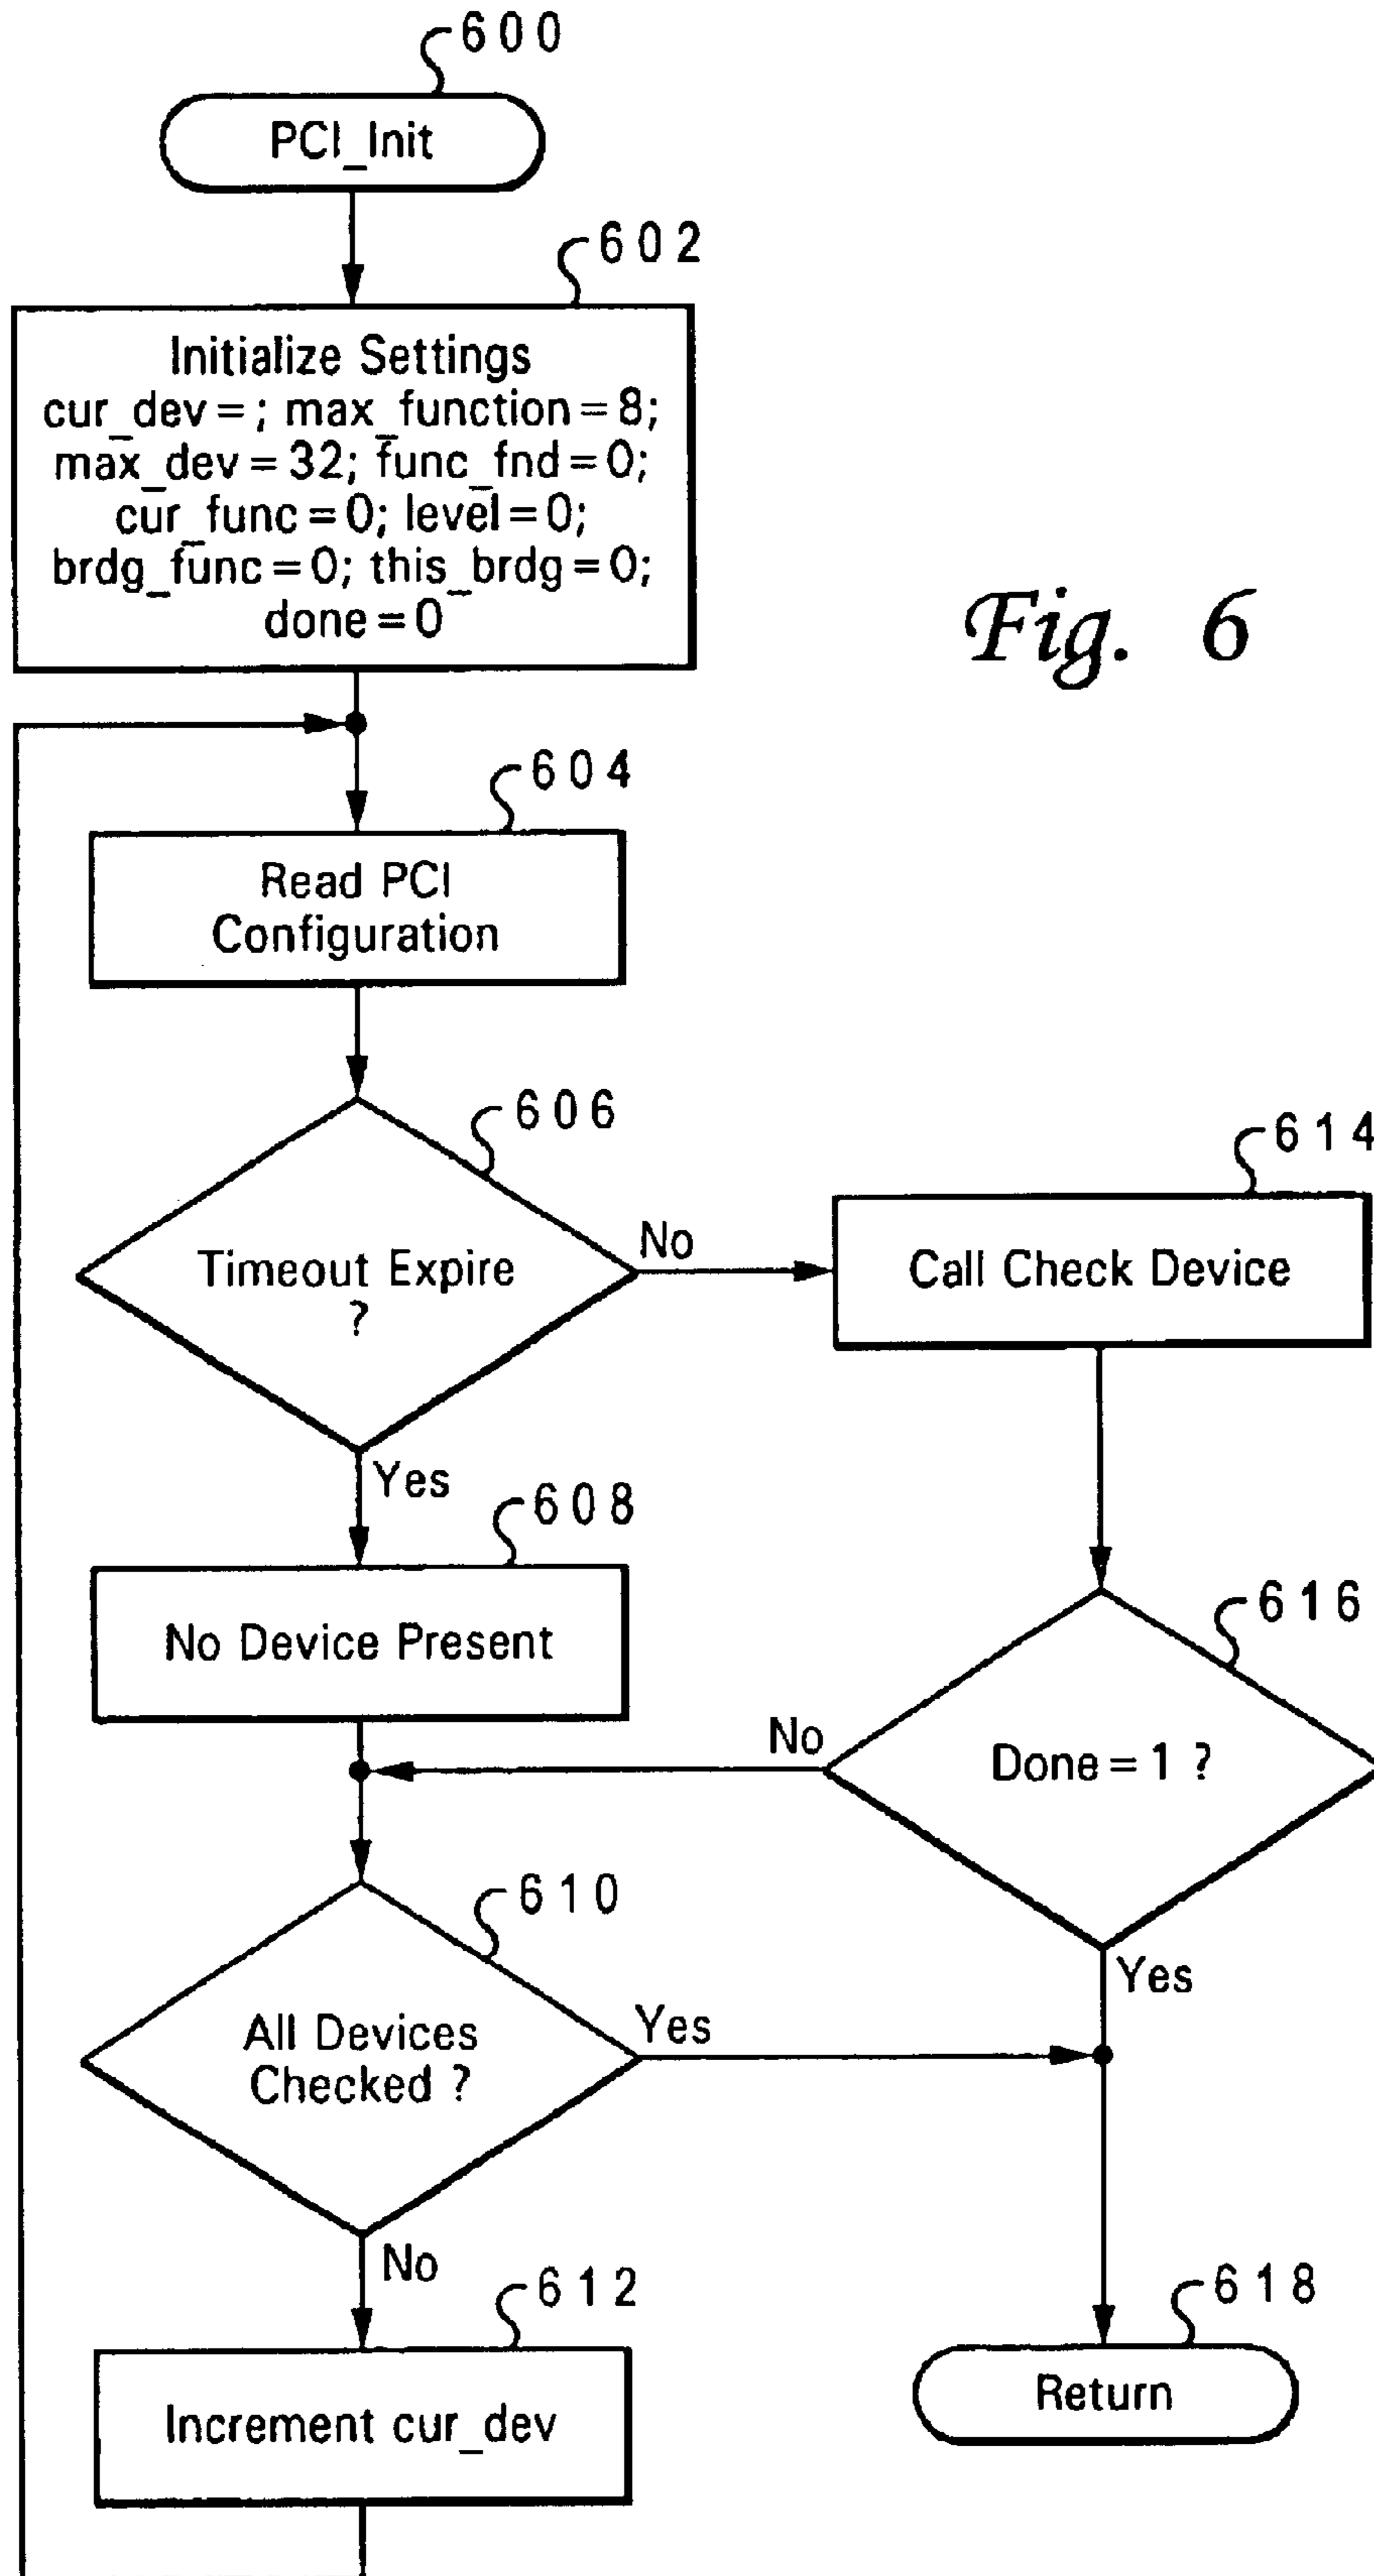 600
PCI_Init
602
Initialize Settings
cur_dev=; max_function=8;
max_dev=32; func_fnd=0;
cur_func=0; level=0;
brdg_func=0; this_brdg=0;
done=0
Fig. 6
604
Read PCI
Configuration
606
Timeout Expire
?
No
614
Call Check Device
Yes
608
No Device Present
616
Done=1 ?
No
Yes
610
All Devices
Checked ?
Yes
No
612
Increment cur_dev
618
Return